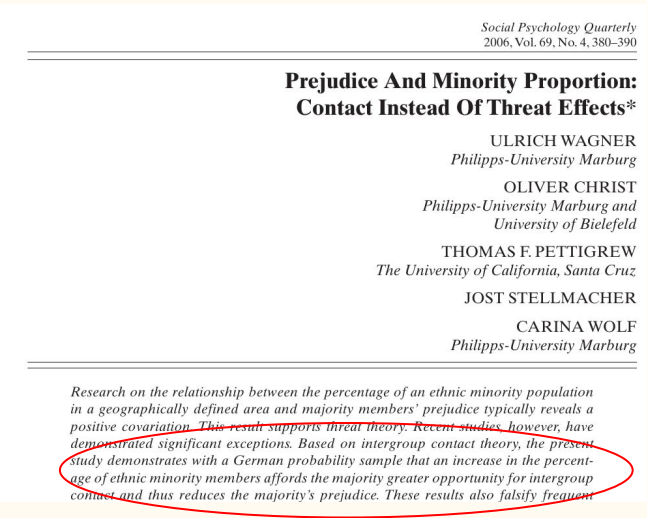 Social Psychology Quarterly
2006, Vol. 69, No. 4, 380–390
Prejudice And Minority Proportion:
Contact Instead Of Threat Effects*
ULRICH WAGNER
Philipps-University Marburg
OLIVER CHRIST
Philipps-University Marburg and
University of Bielefeld
THOMAS F. PETTIGREW
The University of California, Santa Cruz
JOST STELLMACHER
CARINA WOLF
Philipps-University Marburg
Research on the relationship between the percentage of an ethnic minority population
in a geographically defined area and majority members' prejudice typically reveals a
positive covariation. This result supports threat theory. Recent studies, however, have
demonstrated significant exceptions. Based on intergroup contact theory, the present
study demonstrates with a German probability sample that an increase in the percent-
age of ethnic minority members affords the majority greater opportunity for intergroup
contact and thus reduces the majority's prejudice. These results also falsify frequent